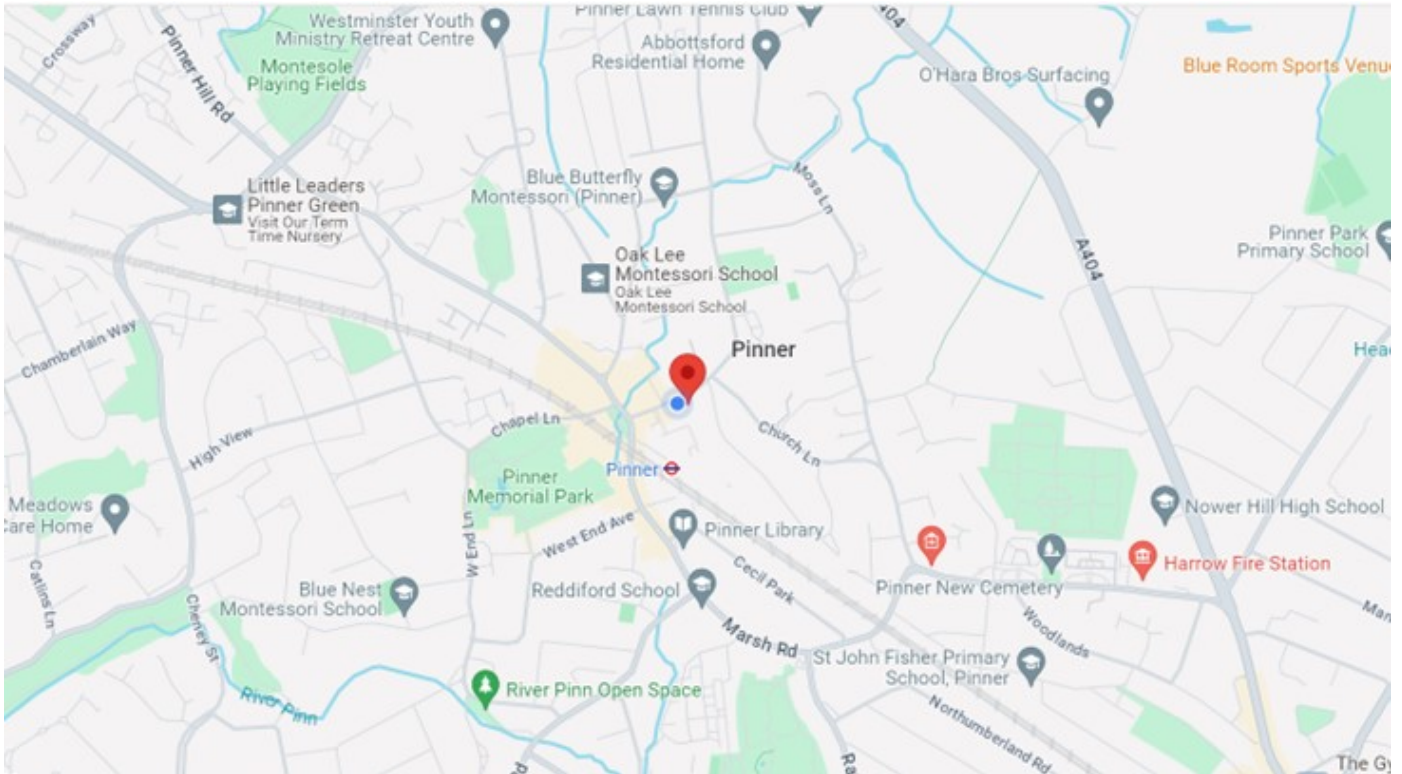 Pinner Lawn Tennis Club
Westminster Youth
Ministry Retreat Centre
Crossway
Pinner Hill Rd
Montesole
Playing Fields
Abbottsford
Residential Home
A404
O'Hara Bros Surfacing
Blue Room Sports Venue
Little Leaders
Pinner Green
Visit Our Term
Time Nursery
Blue Butterfly
Montessori (Pinner)
Moss Ln
Pinner Park
Primary School
A404
Oak Lee
Montessori School
Oak Lee
Montessori School
Chamberlain Way
Pinner
High View
Chapel Ln
Church Ln
Pinner
Pinner
Memorial Park
Meadows
Care Home
West End Ave
W End Ln
Pinner Library
Nower Hill High School
Catlins Ln
Cheney St
Blue Nest
Montessori School
Reddiford School
Cecil Park
Pinner New Cemetery
Harrow Fire Station
Marsh Rd
Woodlands
St John Fisher Primary
School, Pinner
River Pinn
River Pinn Open Space
Northumberland Rd
The Gy